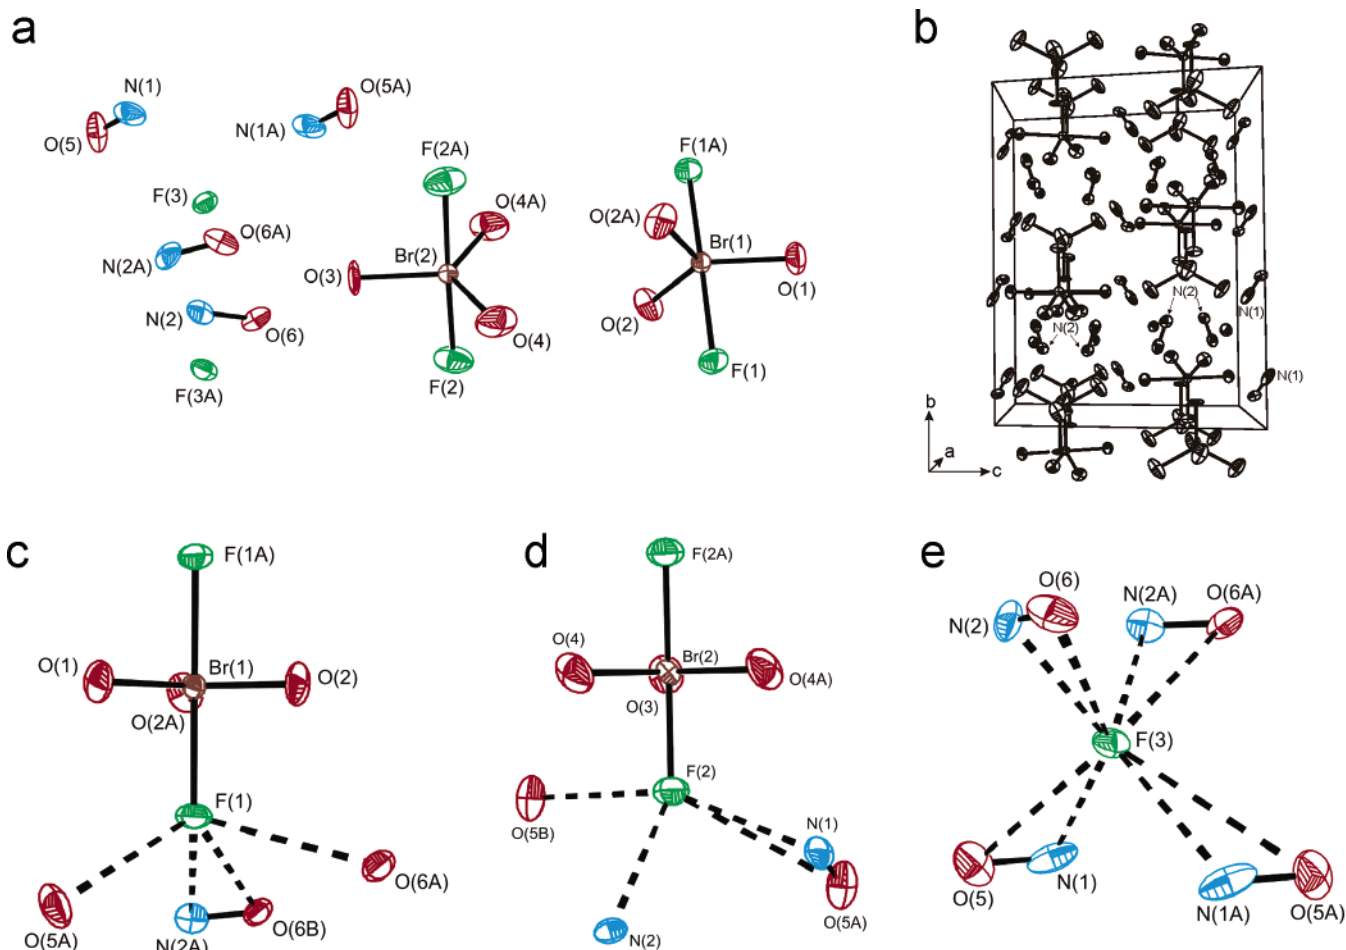 a
N(1)
O(5)
O(5A)
N(1A)
F(3)
O(6A)
N(2A)
N(2)
O(6)
F(3A)
F(2A)
O(4A)
Br(2)
O(3)
O(4)
F(2)
F(1A)
O(2A)
Br(1)
O(1)
O(2)
F(1)
b
N(2)
N(1)
N(2)
N(1)
b
a
c
c
F(1A)
O(1)
Br(1)
O(2)
O(2A)
F(1)
O(6A)
O(5A)
N(2A)
O(6B)
d
F(2A)
O(4)
Br(2)
O(4A)
O(3)
F(2)
O(5B)
N(1)
O(5A)
N(2)
e
O(6)
N(2)
N(2A)
O(6A)
F(3)
O(5)
N(1)
N(1A)
O(5A)